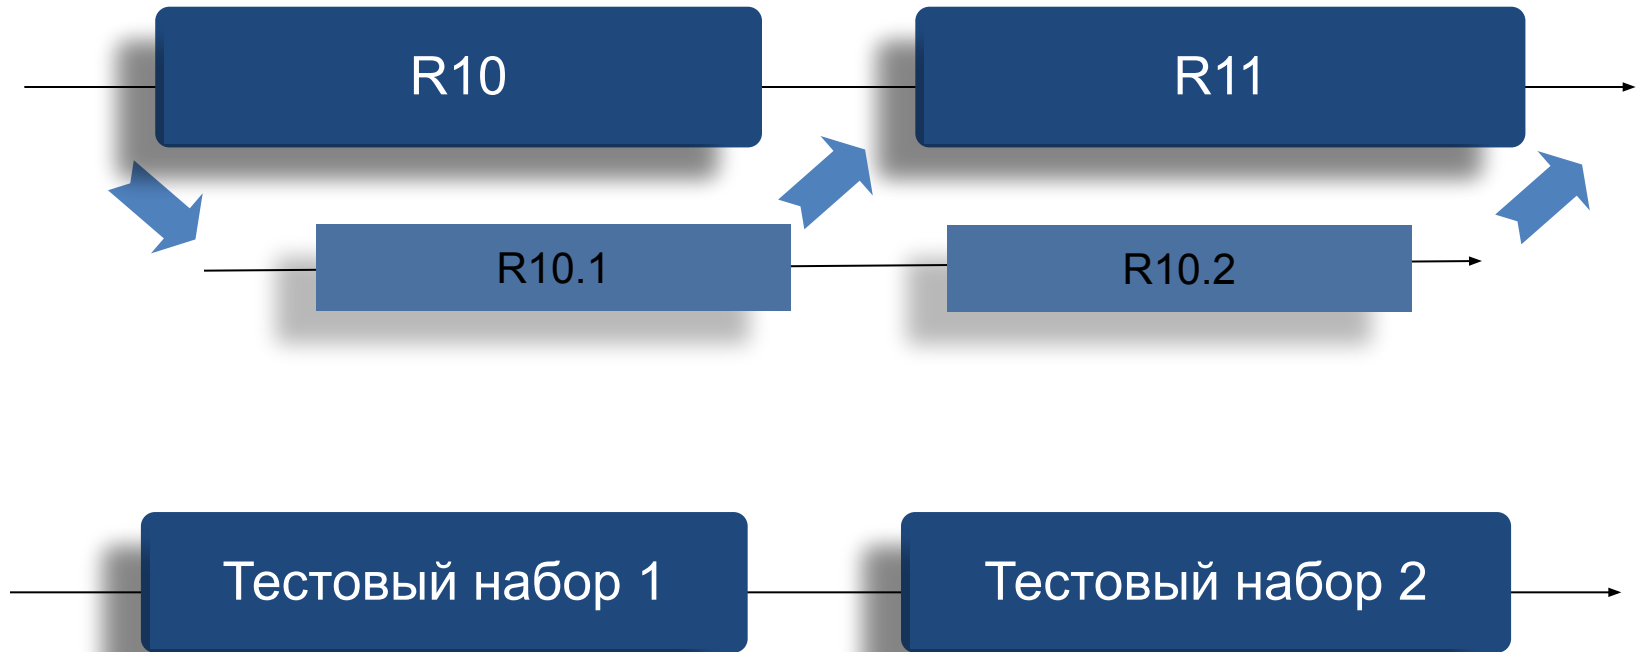 R10
R11
R10.1
R10.2
Тестовый набор 1
Тестовый набор 2